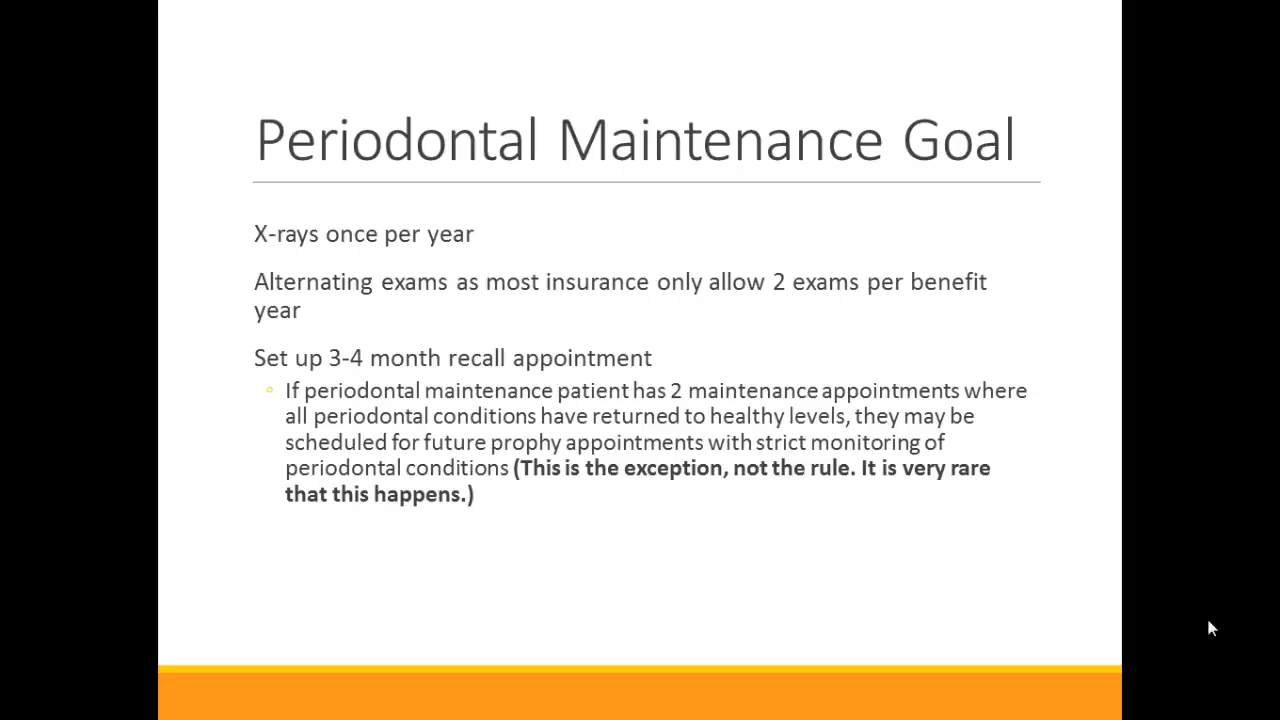 Periodontal Maintenance Goal
X-rays once per year
Alternating exams as most insurance only allow 2 exams per benefit
year
Set up 3-4 month recall appointment
◦ If periodontal maintenance patient has 2 maintenance appointments where
all periodontal conditions have returned to healthy levels, they may be
scheduled for future prophy appointments with strict monitoring of
periodontal conditions (This is the exception, not the rule. It is very rare
that this happens.)